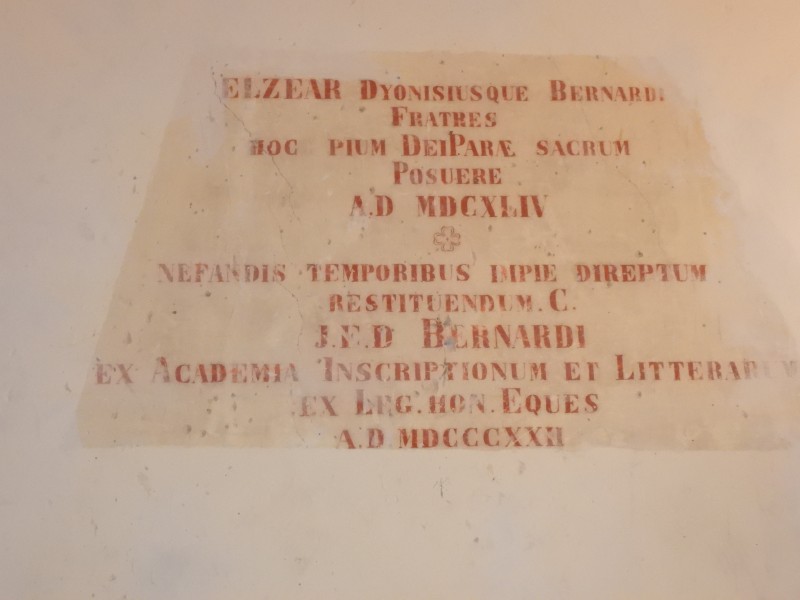 ELZEAR DYONISIUSQUE BERNARDI
FRATRES
HOC PIUM DEIPARÆ SACRUM
POSUERE
A.D MDCXLIV
NEFANDIS TEMPORIBUS IMPIE DIREPTUM
RESTITUENDUM. C.
J.E.D BERNARDI
EX ACADEMIA INSCRIPTIONUM ET LITTERARUM
EX LEG. HON. EQUES
A.D MDCCCXXII